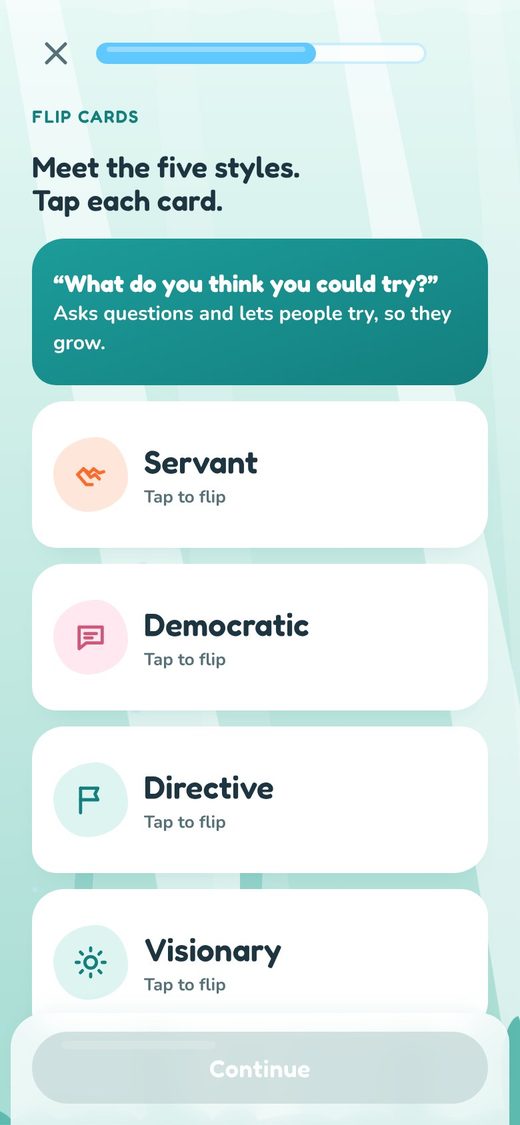 FLIP CARDS
Meet the five styles.
Tap each card.
“What do you think you could try?”
Asks questions and lets people try, so they
grow.
Servant
Tap to flip
Democratic
Tap to flip
Directive
Tap to flip
Visionary
Tap to flip
Continue